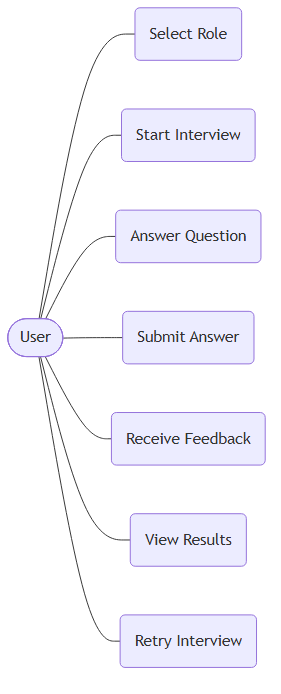 Select Role
Start Interview
Answer Question
User
Submit Answer
Receive Feedback
View Results
Retry Interview